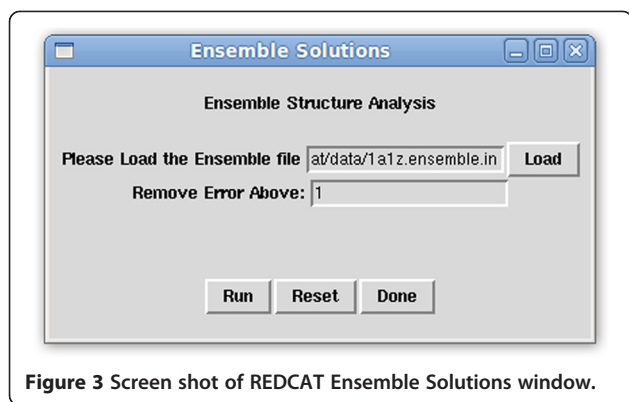 Ensemble Solutions
Ensemble Structure Analysis
Please Load the Ensemble file at/data/1a1z.ensemble.in Load
Remove Error Above: 1
Run Reset Done
Figure 3 Screen shot of REDCAT Ensemble Solutions window.